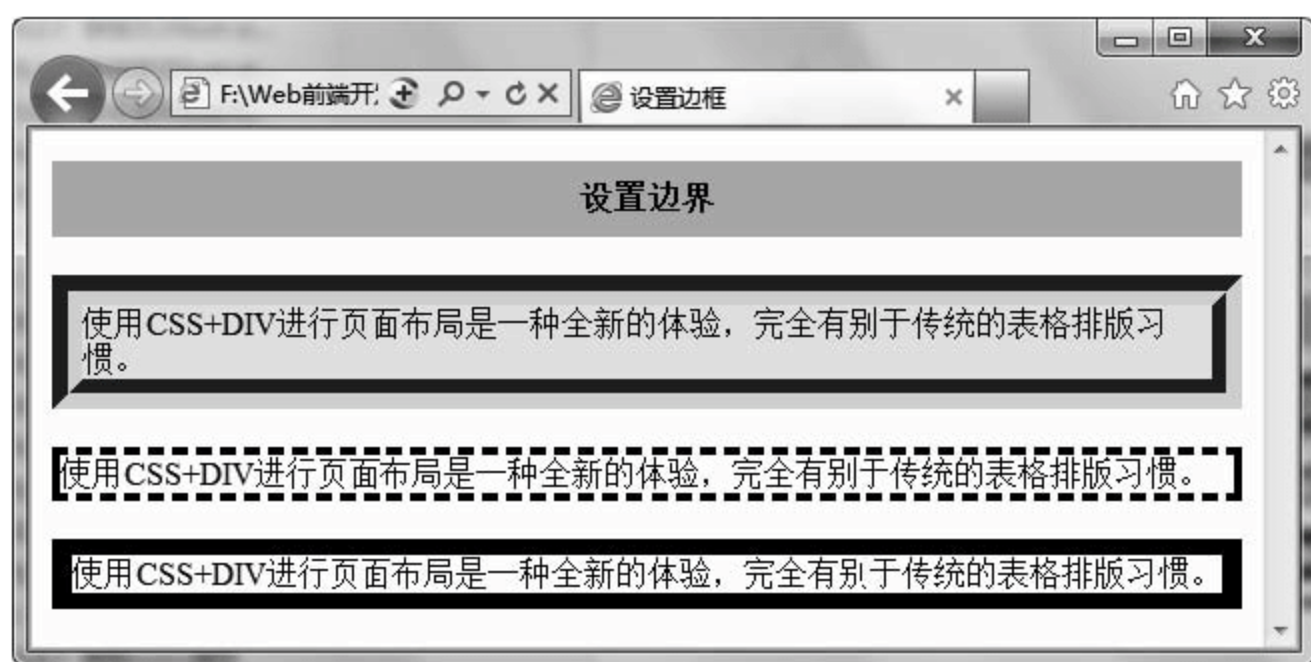 F:\Web前端开
设置边框
设置边界
使用CSS+DIV进行页面布局是一种全新的体验，完全有别于传统的表格排版习
惯。
使用CSS+DIV进行页面布局是一种全新的体验，完全有别于传统的表格排版习惯。
使用CSS+DIV进行页面布局是一种全新的体验，完全有别于传统的表格排版习惯。